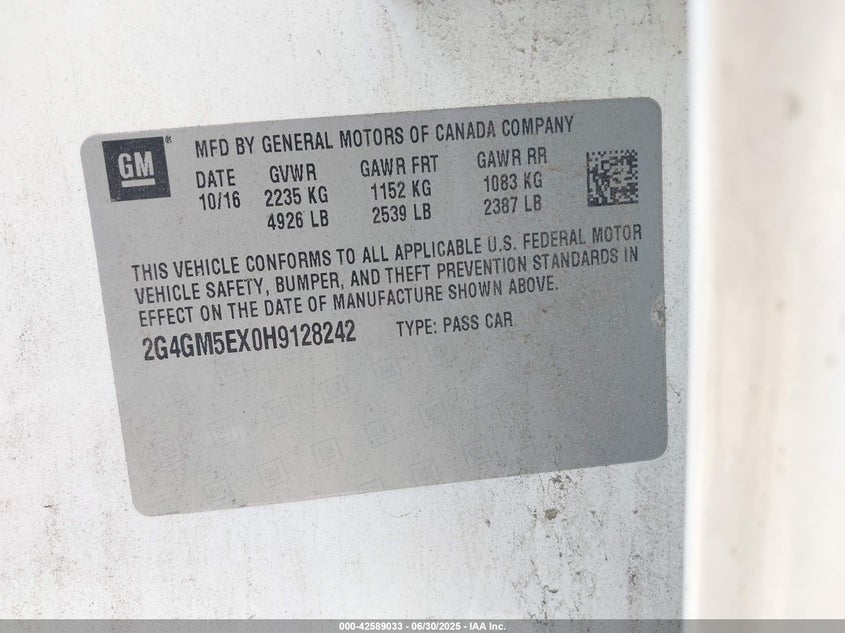 GM ® MFD BY GENERAL MOTORS OF CANADA COMPANY
DATE GVWR GAWR FRT GAWR RR
10/16 2235 KG 1152 KG 1083 KG
4926 LB 2539 LB 2387 LB
THIS VEHICLE CONFORMS TO ALL APPLICABLE U.S. FEDERAL MOTOR
VEHICLE SAFETY, BUMPER, AND THEFT PREVENTION STANDARDS IN
EFFECT ON THE DATE OF MANUFACTURE SHOWN ABOVE.
2G4GM5EX0H9128242 TYPE: PASS CAR
000-42589033 - 06/30/2025 - IAA Inc.